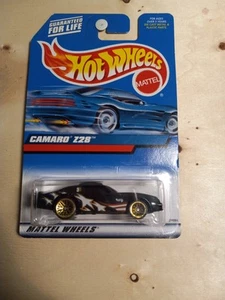 GUARANTEED
FOR LIFE
Hot Wheels
MATTEL
CAMARO Z28
MATTEL WHEELS